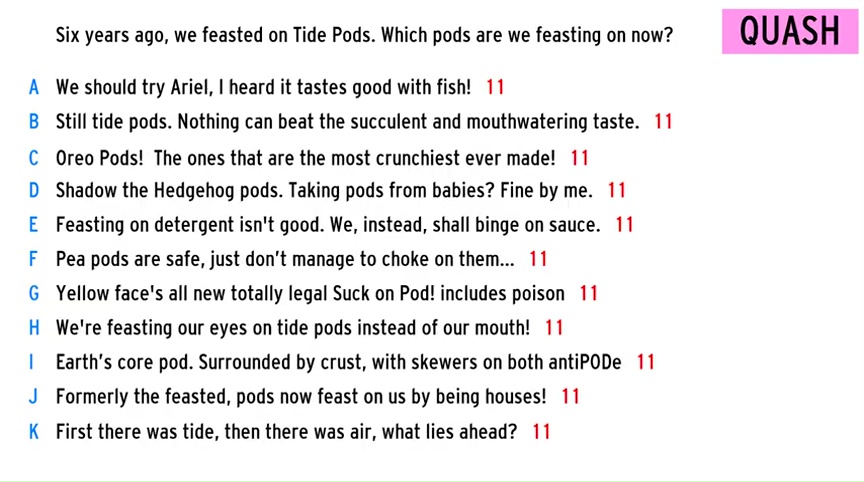 Six years ago, we feasted on Tide Pods. Which pods are we feasting on now?
QUASH
A We should try Ariel, I heard it tastes good with fish! 11
B Still tide pods. Nothing can beat the succulent and mouthwatering taste. 11
C Oreo Pods! The ones that are the most crunchiest ever made! 11
D Shadow the Hedgehog pods. Taking pods from babies? Fine by me. 11
E Feasting on detergent isn't good. We, instead, shall binge on sauce. 11
F Pea pods are safe, just don’t manage to choke on them... 11
G Yellow face's all new totally legal Suck on Pod! includes poison 11
H We're feasting our eyes on tide pods instead of our mouth! 11
I Earth’s core pod. Surrounded by crust, with skewers on both antiPODe 11
J Formerly the feasted, pods now feast on us by being houses! 11
K First there was tide, then there was air, what lies ahead? 11